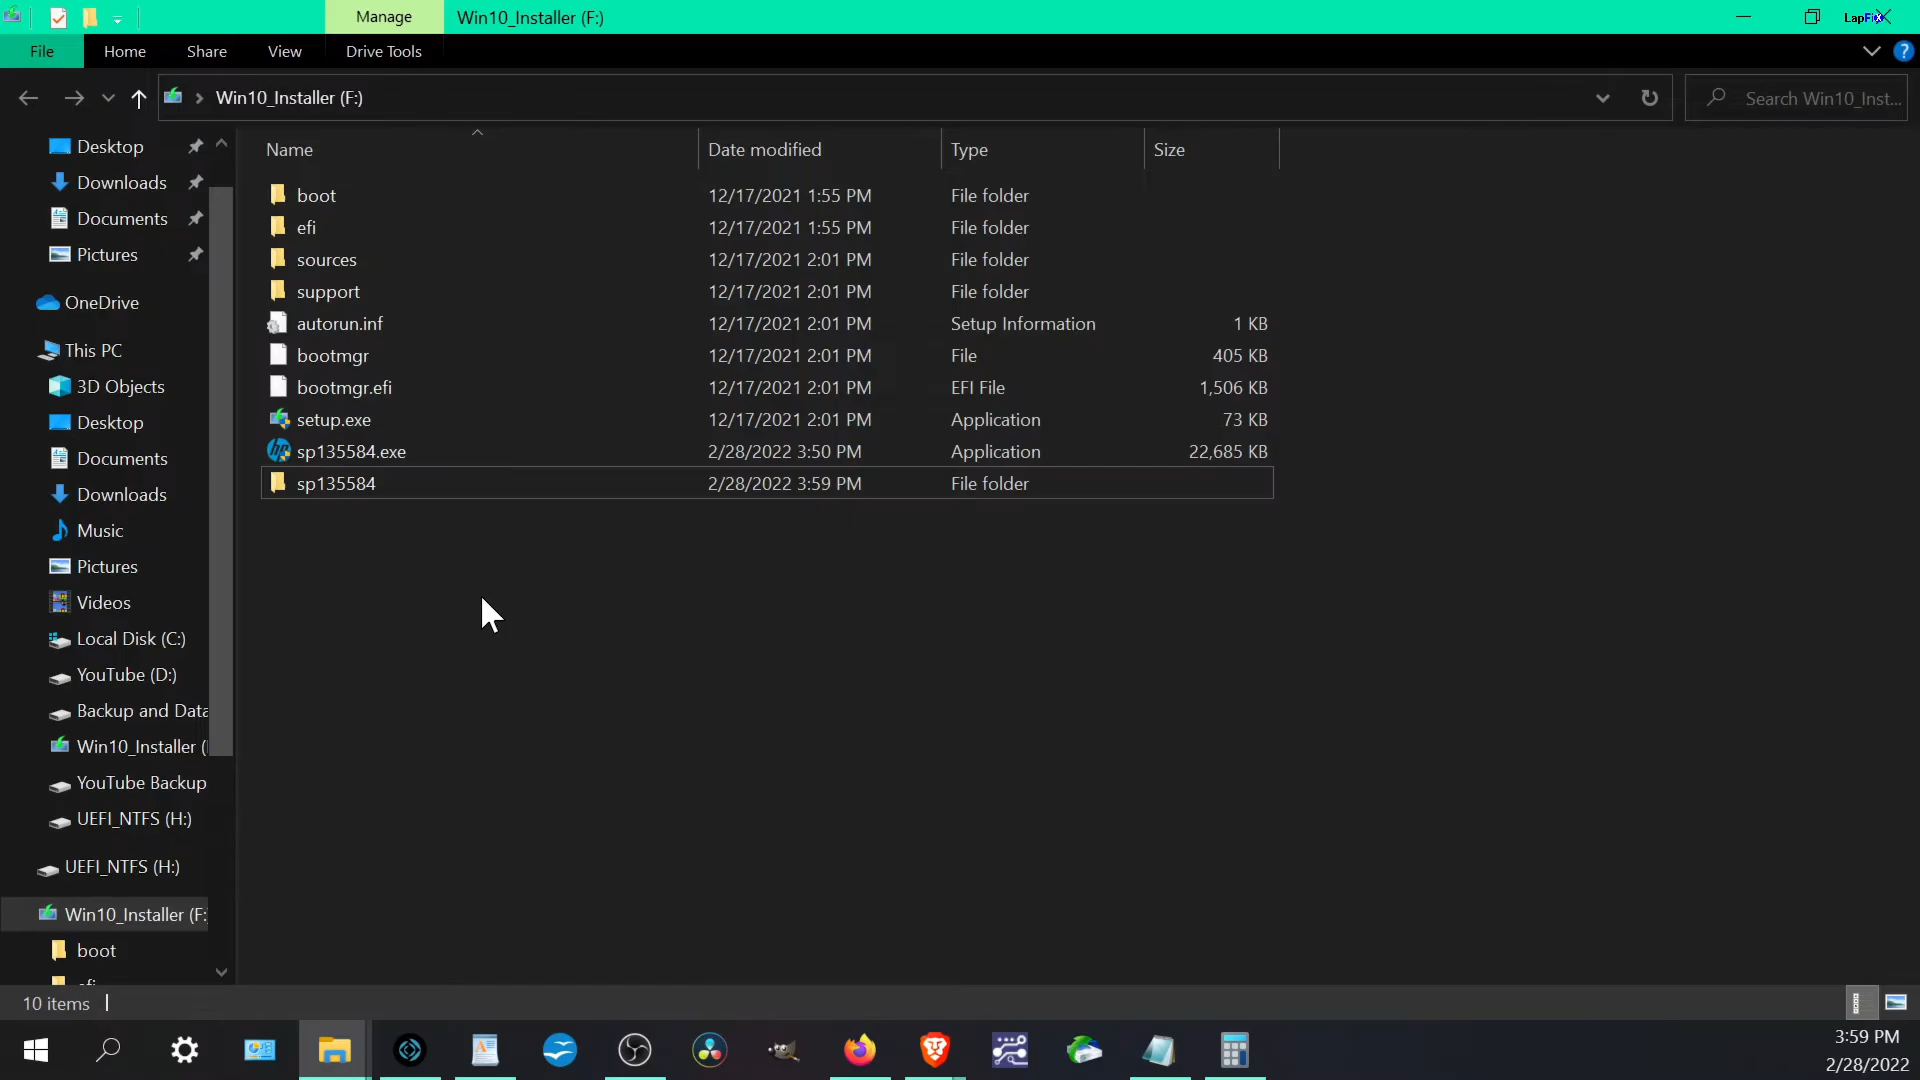 Manage
Win10_Installer (F:)
LapFiX
File
Home
Share
View
Drive Tools
?
Win10_Installer (F:)
Search Win10_Inst...
Name
Date modified
Type
Size
Desktop
Downloads
Documents
Pictures
OneDrive
This PC
3D Objects
Desktop
Documents
Downloads
Music
Pictures
Videos
Local Disk (C:)
YouTube (D:)
Backup and Data
Win10_Installer (
YouTube Backup
UEFI_NTFS (H:)
UEFI_NTFS (H:)
Win10_Installer (F:
boot
efi
boot 12/17/2021 1:55 PM File folder
efi 12/17/2021 1:55 PM File folder
sources 12/17/2021 2:01 PM File folder
support 12/17/2021 2:01 PM File folder
autorun.inf 12/17/2021 2:01 PM Setup Information 1 KB
bootmgr 12/17/2021 2:01 PM File 405 KB
bootmgr.efi 12/17/2021 2:01 PM EFI File 1,506 KB
setup.exe 12/17/2021 2:01 PM Application 73 KB
sp135584.exe 2/28/2022 3:50 PM Application 22,685 KB
sp135584 2/28/2022 3:59 PM File folder
10 items
3:59 PM
2/28/2022